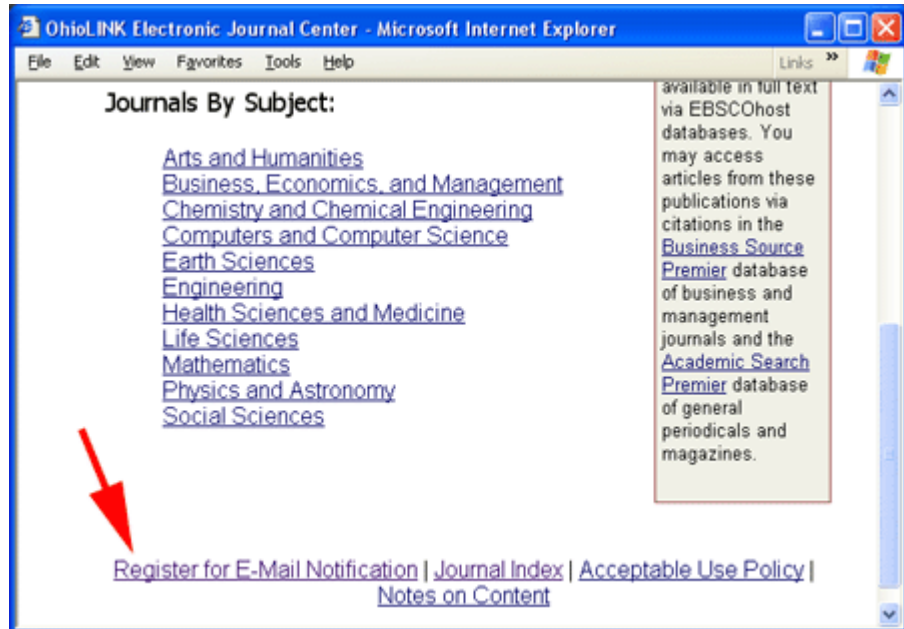 OhioLINK Electronic Journal Center - Microsoft Internet Explorer
File Edit View Favorites Tools Help Links »
Journals By Subject:
Arts and Humanities
Business, Economics, and Management
Chemistry and Chemical Engineering
Computers and Computer Science
Earth Sciences
Engineering
Health Sciences and Medicine
Life Sciences
Mathematics
Physics and Astronomy
Social Sciences
available in full text
via EBSCOhost
databases. You
may access
articles from these
publications via
citations in the
Business Source
Premier database
of business and
management
journals and the
Academic Search
Premier database
of general
periodicals and
magazines.
Register for E-Mail Notification | Journal Index | Acceptable Use Policy |
Notes on Content